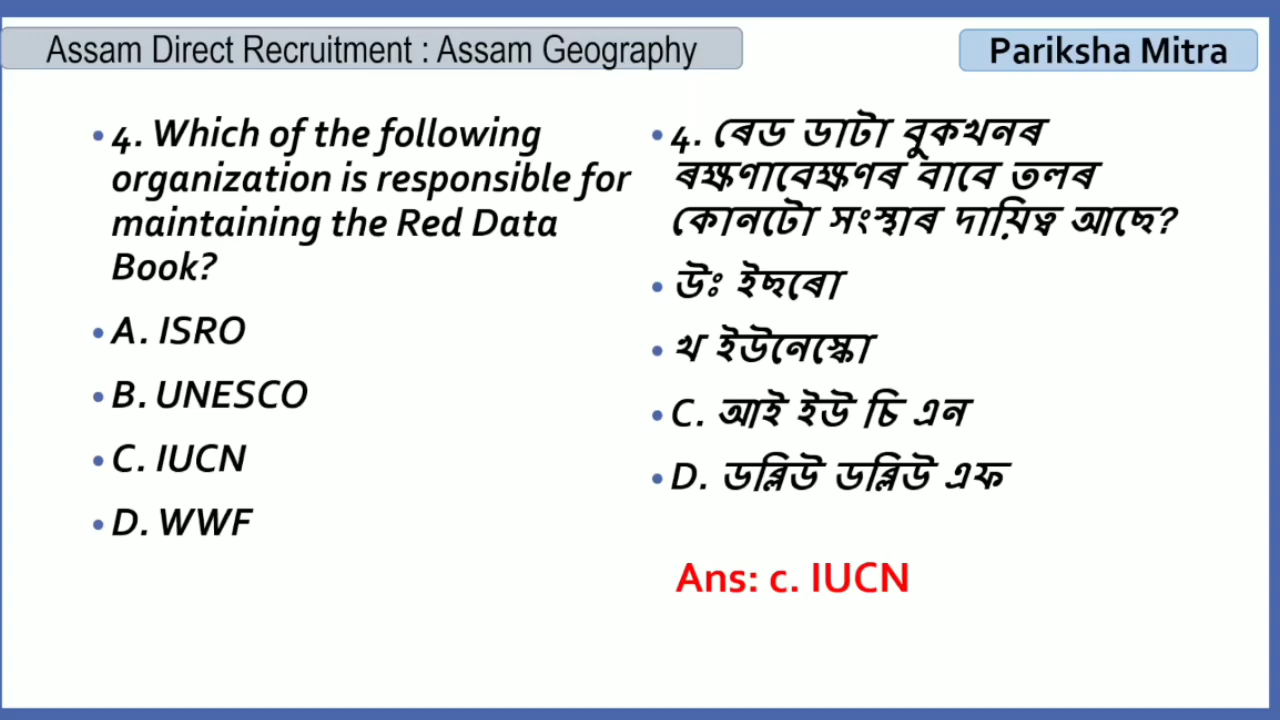 Assam Direct Recruitment : Assam Geography
Pariksha Mitra
• 4. Which of the following
organization is responsible for
maintaining the Red Data
Book?
• A. ISRO
• B. UNESCO
• C. IUCN
• D. WWF
• 4. ৰেড ডাটা বুকখনৰ
ৰক্ষণাবেক্ষণৰ বাবে তলৰ
কোনটো সংস্থাৰ দায়িত্ব আছে?
• উঃ ইছৰো
• খ ইউনেস্কো
• C. আই ইউ চি এন
• D. ডব্লিউ ডব্লিউ এফ
Ans: c. IUCN